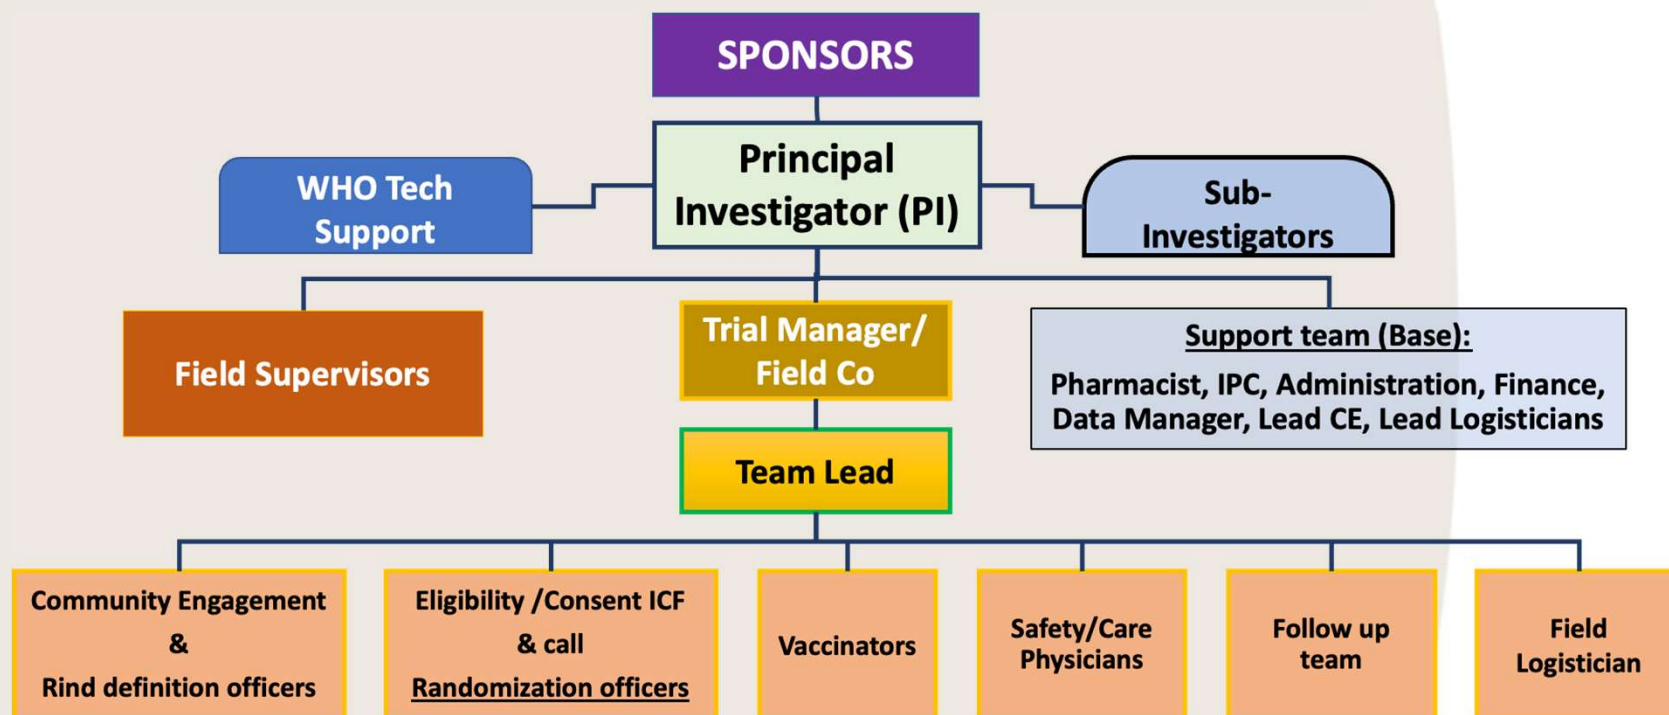 SPONSORS
Principal
Investigator (PI)
WHO Tech
Support
Sub-
Investigators
Field Supervisors
Trial Manager/
Field Co
Support team (Base):
Pharmacist, IPC, Administration, Finance,
Data Manager, Lead CE, Lead Logisticians
Team Lead
Community Engagement
&
Rind definition officers
Eligibility /Consent ICF
& call
Randomization officers
Vaccinators
Safety/Care
Physicians
Follow up
team
Field
Logistician